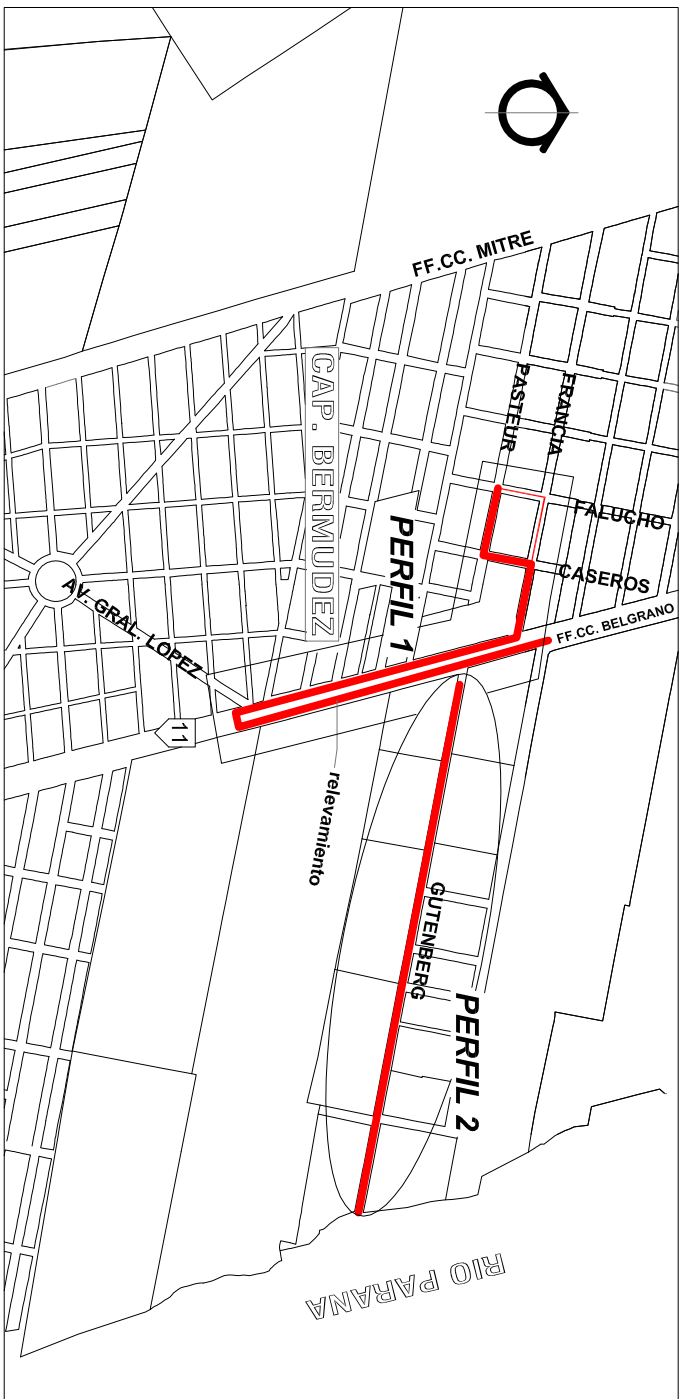 FF.CC. MITRE
CAP. BERMUDEZ
PASTEUR
FRANCIA
FALUCHO
CASEROS
FF.CC. BELGRANO
PERFIL 1
AV. GRAL. LOPEZ
11
relevamiento
GUTENBERG
PERFIL 2
RIO PARANA